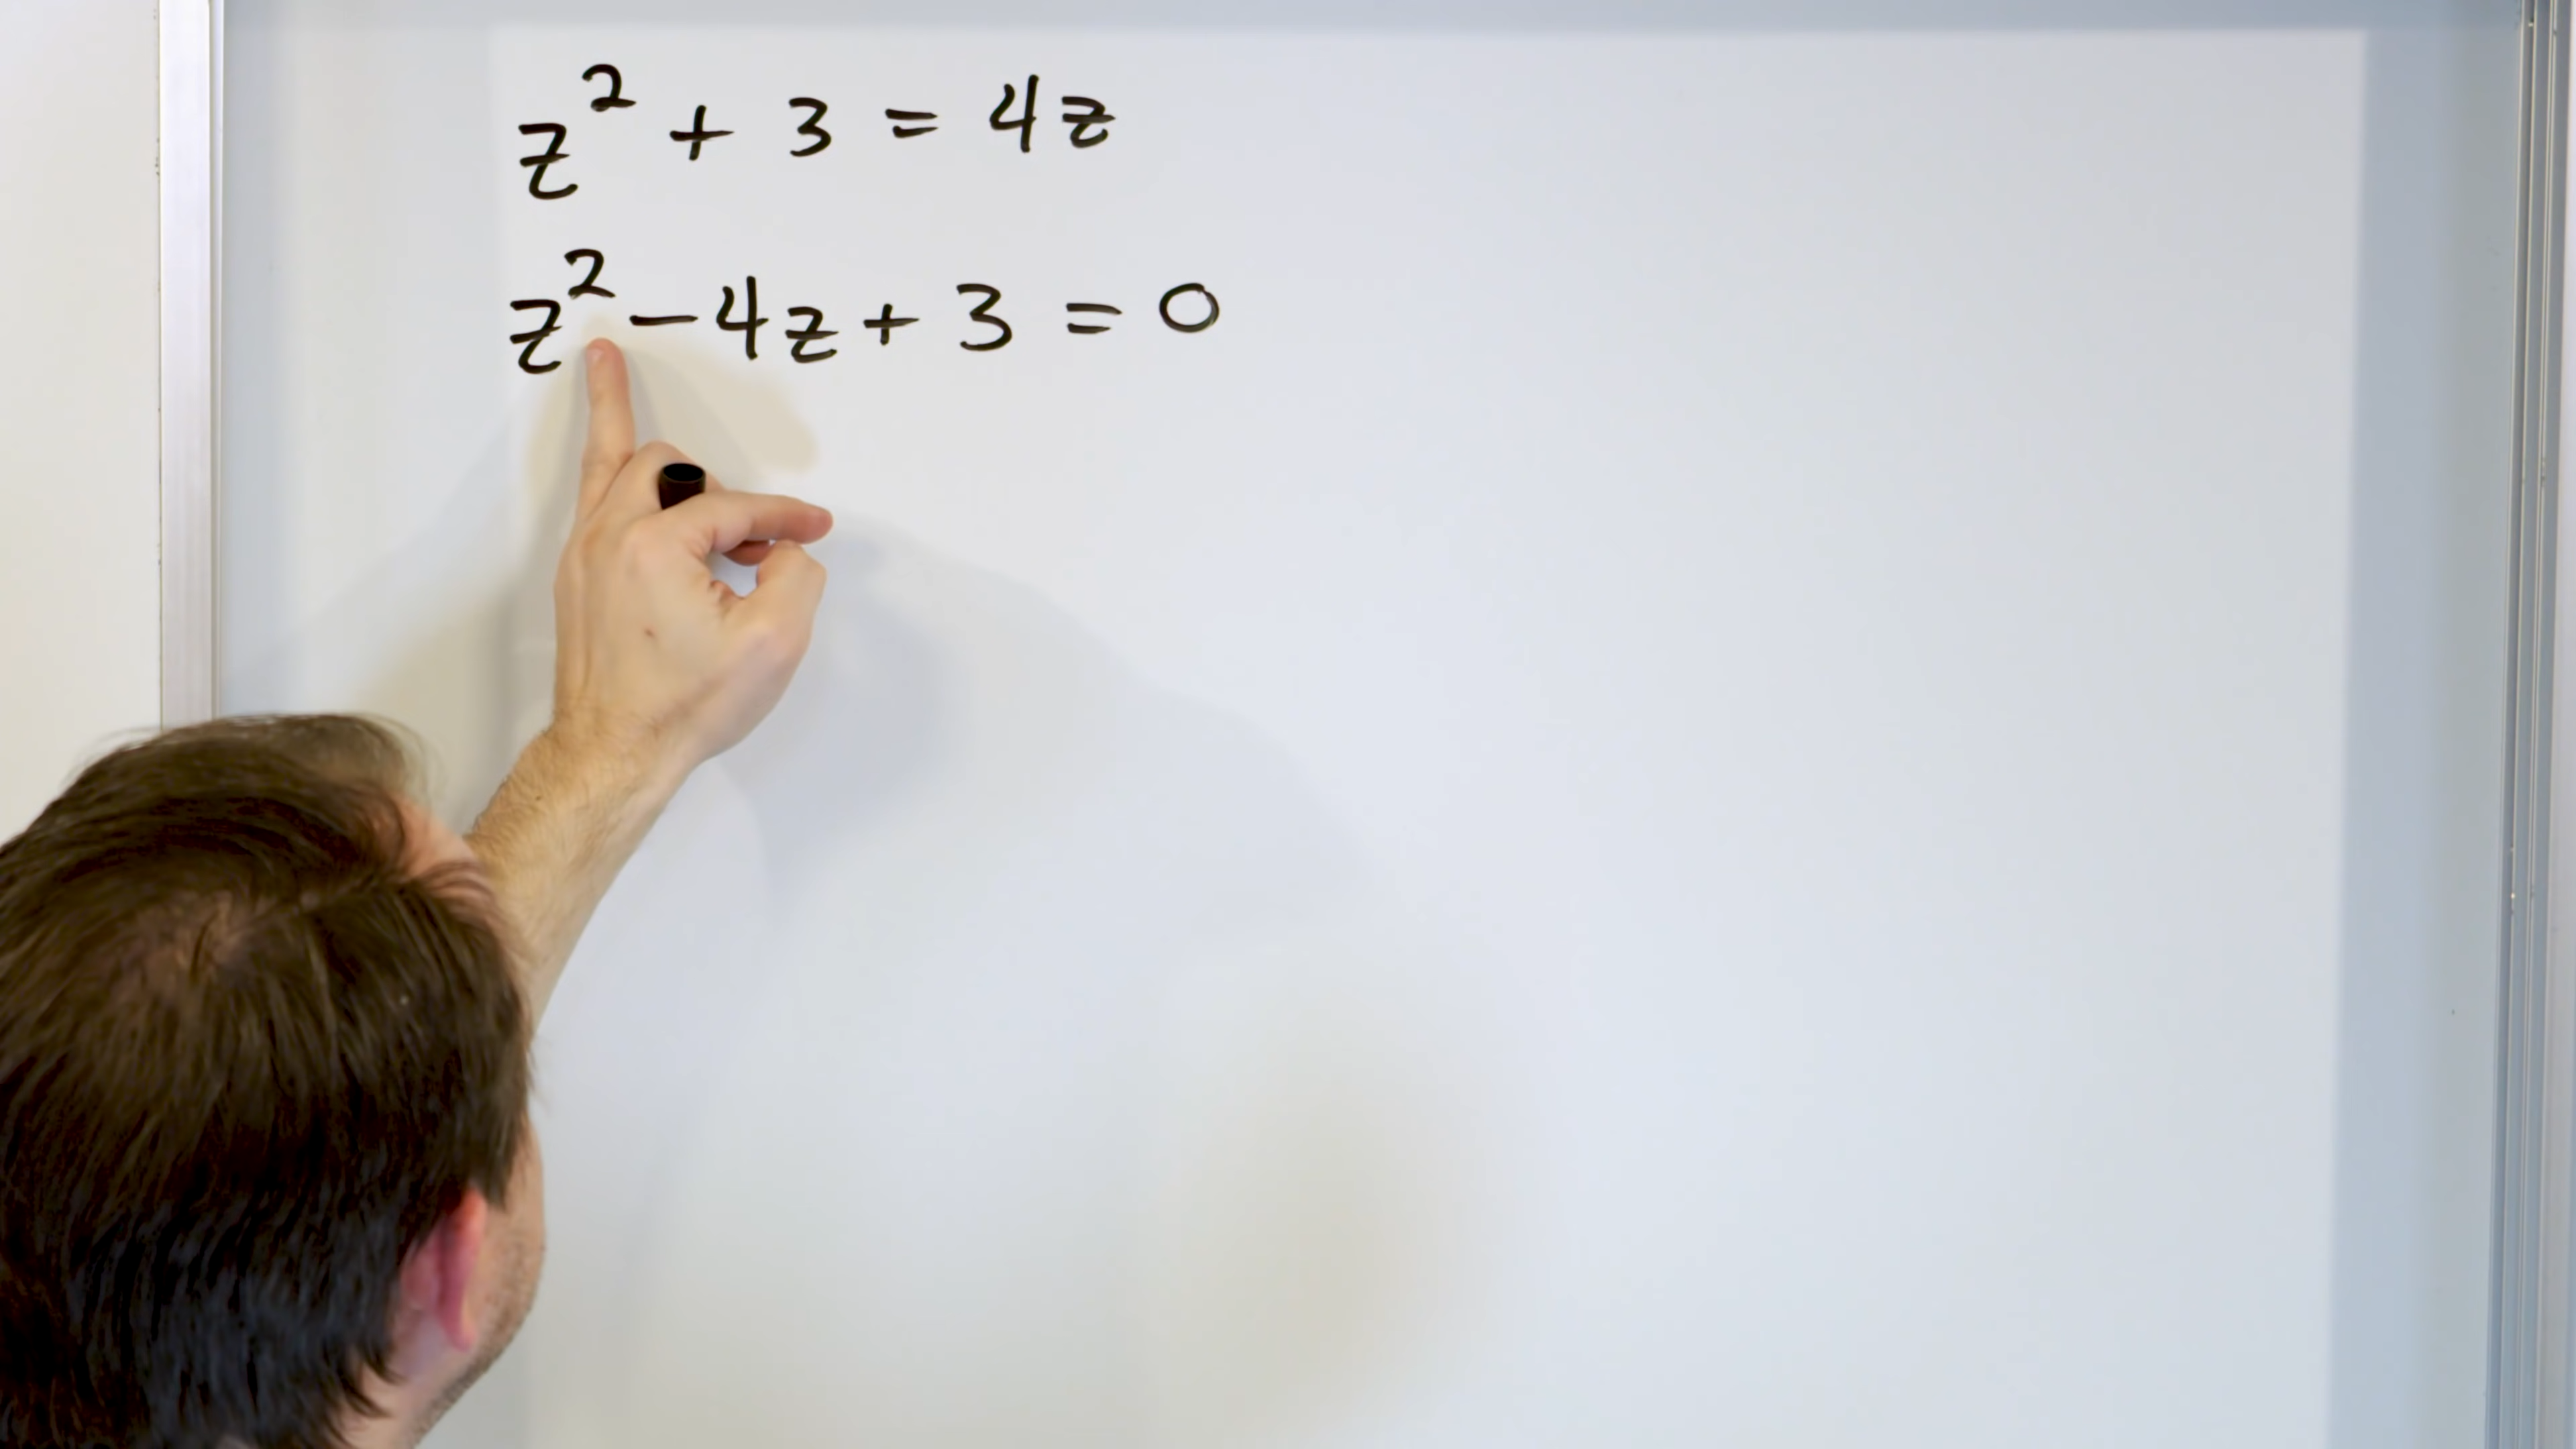 z² + 3 = 4z
z² - 4z + 3 = 0